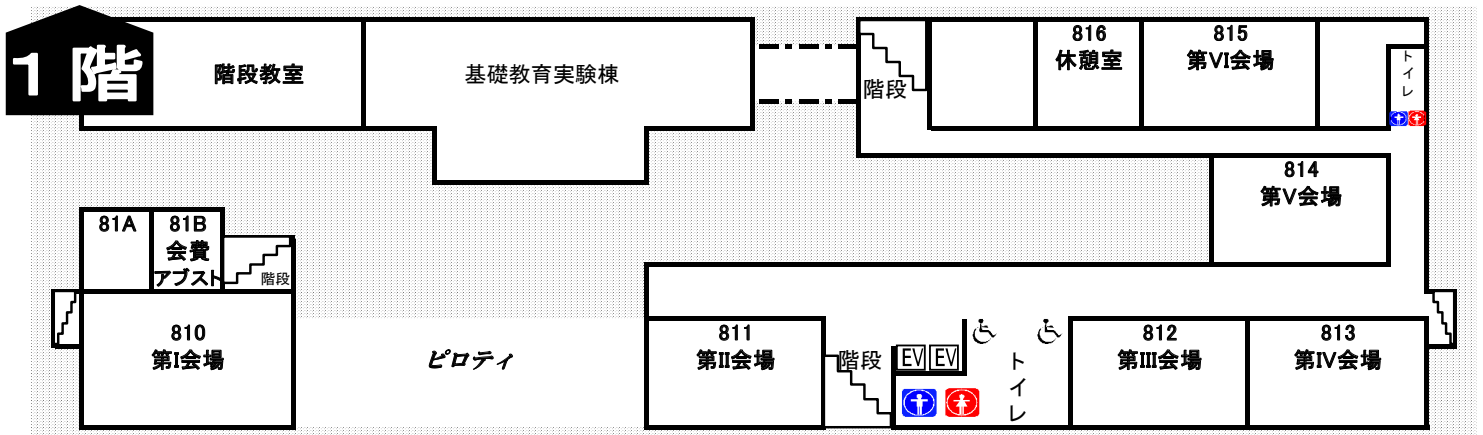 1 階
階段教室
基礎教育実験棟
階段
816
休憩室
815
第VI会場
トイレ
814
第V会場
81A
81B
会費
アブスト
階段
810
第I会場
ピロティ
811
第II会場
階段
EV EV
トイレ
812
第III会場
813
第IV会場